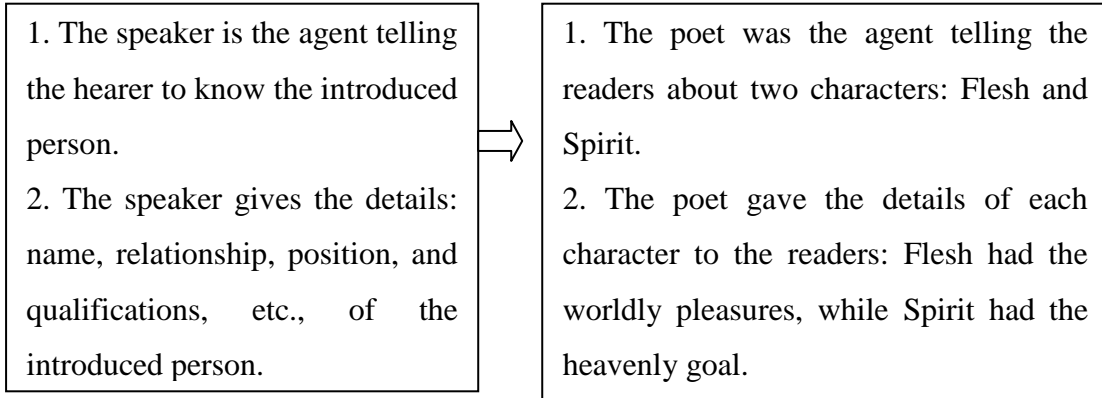 1. The speaker is the agent telling
the hearer to know the introduced
person.
2. The speaker gives the details:
name, relationship, position, and
qualifications, etc., of the
introduced person.
1. The poet was the agent telling the
readers about two characters: Flesh and
Spirit.
2. The poet gave the details of each
character to the readers: Flesh had the
worldly pleasures, while Spirit had the
heavenly goal.